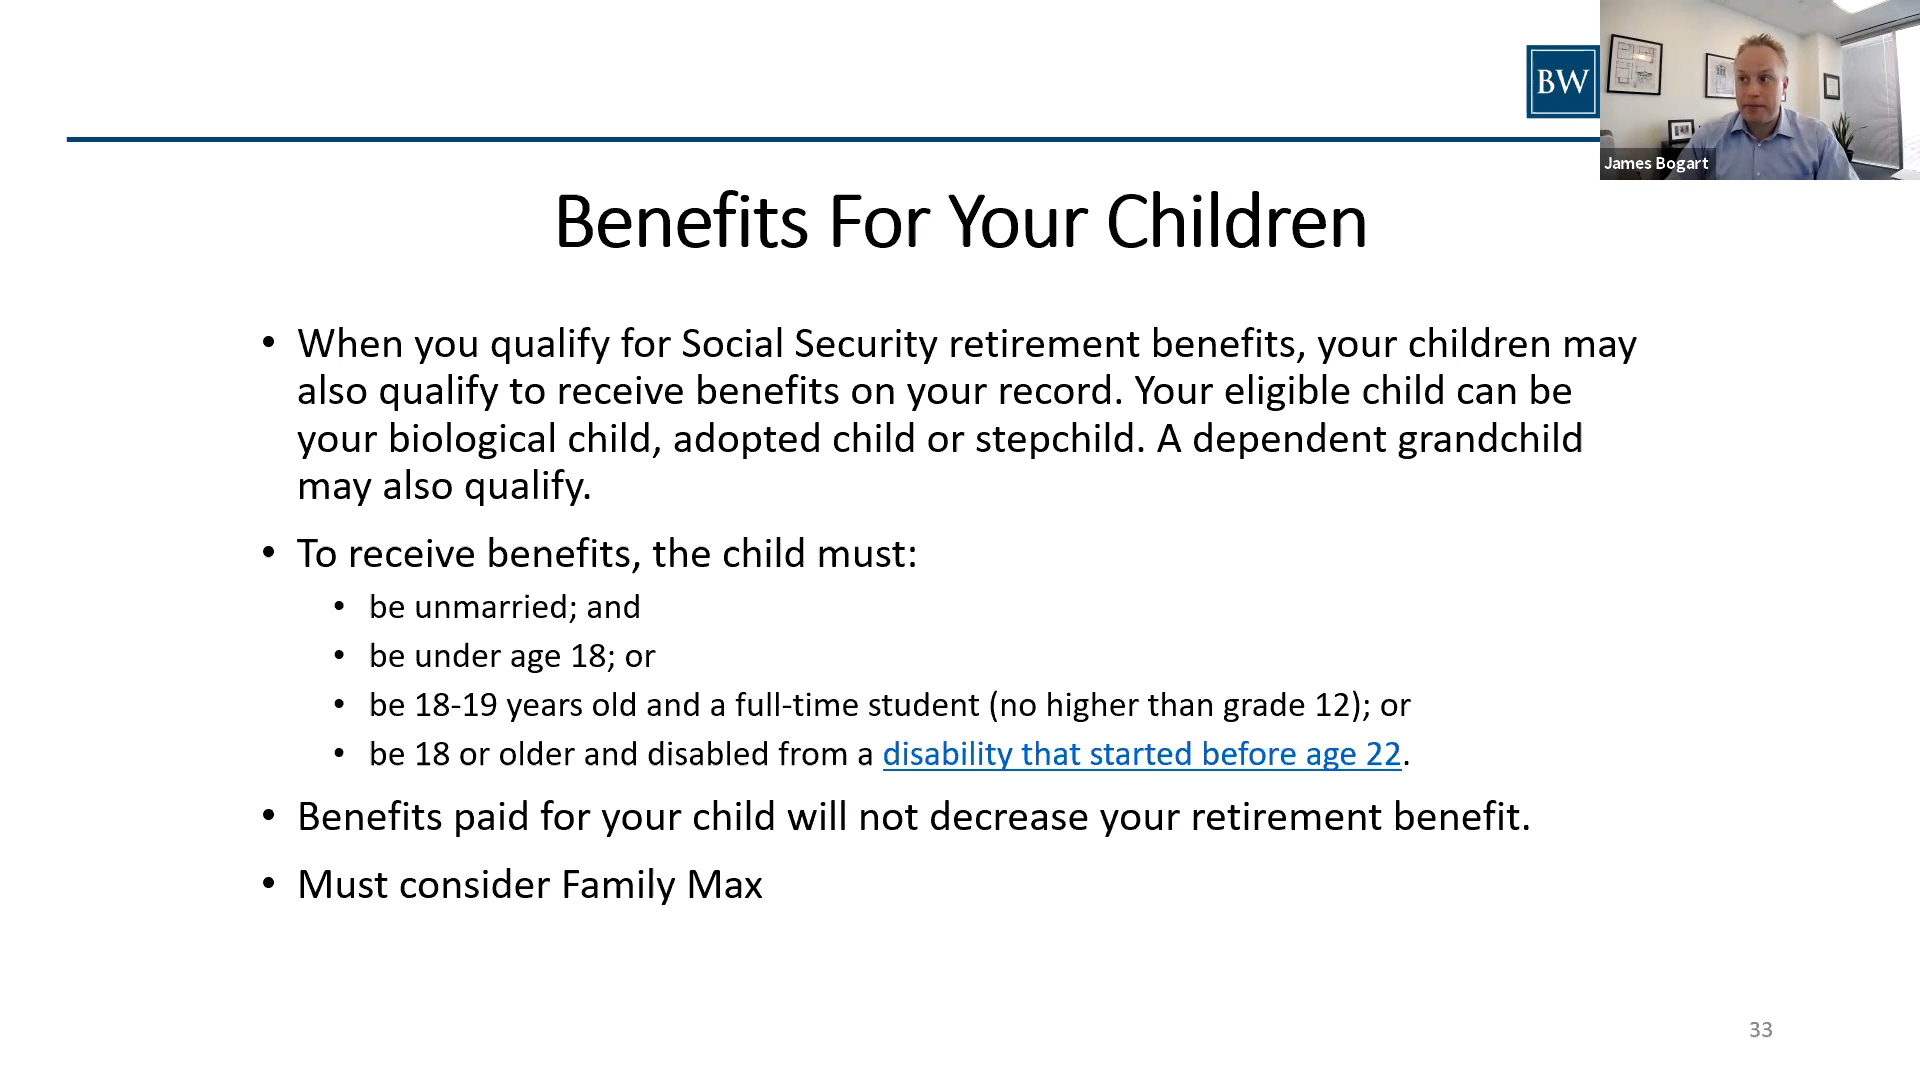 BW
James Bogart
Benefits For Your Children
• When you qualify for Social Security retirement benefits, your children may
also qualify to receive benefits on your record. Your eligible child can be
your biological child, adopted child or stepchild. A dependent grandchild
may also qualify.
• To receive benefits, the child must:
• be unmarried; and
• be under age 18; or
• be 18-19 years old and a full-time student (no higher than grade 12); or
• be 18 or older and disabled from a disability that started before age 22.
• Benefits paid for your child will not decrease your retirement benefit.
• Must consider Family Max
33